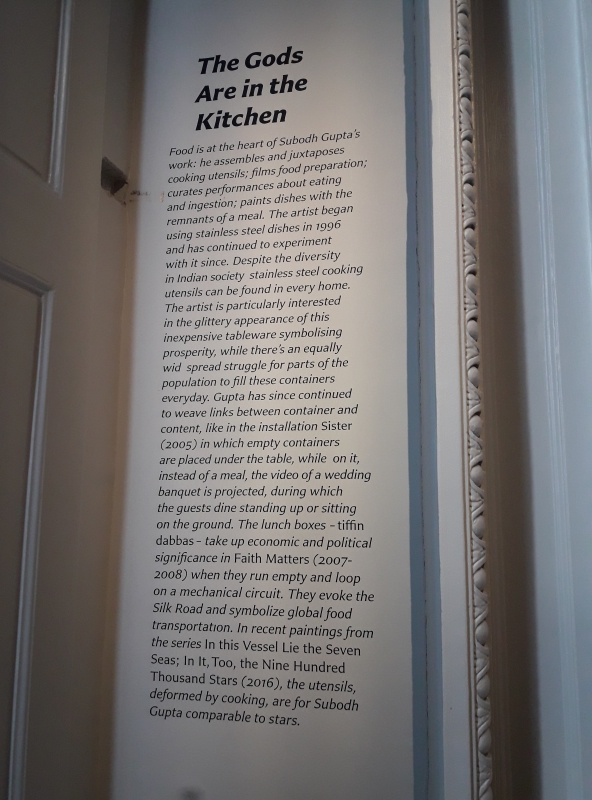 The Gods
Are in the
Kitchen
Food is at the heart of Subodh Gupta's
work: he assembles and juxtaposes
cooking utensils; films food preparation;
curates performances about eating
and ingestion; paints dishes with the
remnants of a meal. The artist began
using stainless steel dishes in 1996
and has continued to experiment
with it since. Despite the diversity
in Indian society stainless steel cooking
utensils can be found in every home.
The artist is particularly interested
in the glittery appearance of this
inexpensive tableware symbolising
prosperity, while there's an equally
wid spread struggle for parts of the
population to fill these containers
everyday. Gupta has since continued
to weave links between container and
content, like in the installation Sister
(2005) in which empty containers
are placed under the table, while on it,
instead of a meal, the video of a wedding
banquet is projected, during which
the guests dine standing up or sitting
on the ground. The lunch boxes – tiffin
dabbas – take up economic and political
significance in Faith Matters (2007-
2008) when they run empty and loop
on a mechanical circuit. They evoke the
Silk Road and symbolize global food
transportation. In recent paintings from
the series In this Vessel Lie the Seven
Seas; In It, Too, the Nine Hundred
Thousand Stars (2016), the utensils,
deformed by cooking, are for Subodh
Gupta comparable to stars.